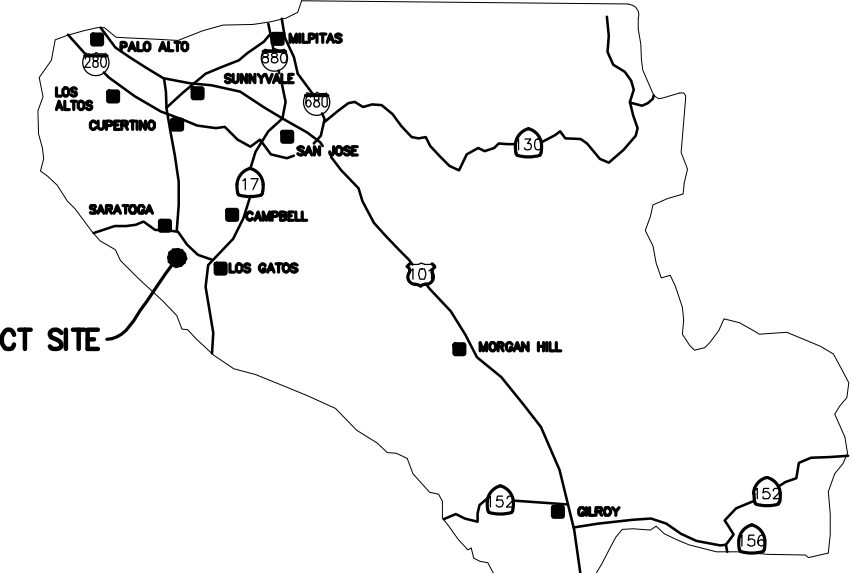 MILPITAS
PALO ALTO
280
880
SUNNYVALE
LOS
ALTOS
680
CUPERTINO
130
SAN JOSE
17
SARATOGA
CAMPBELL
LOS GATOS
101
CT SITE
MORGAN HILL
152
152
GILROY
156